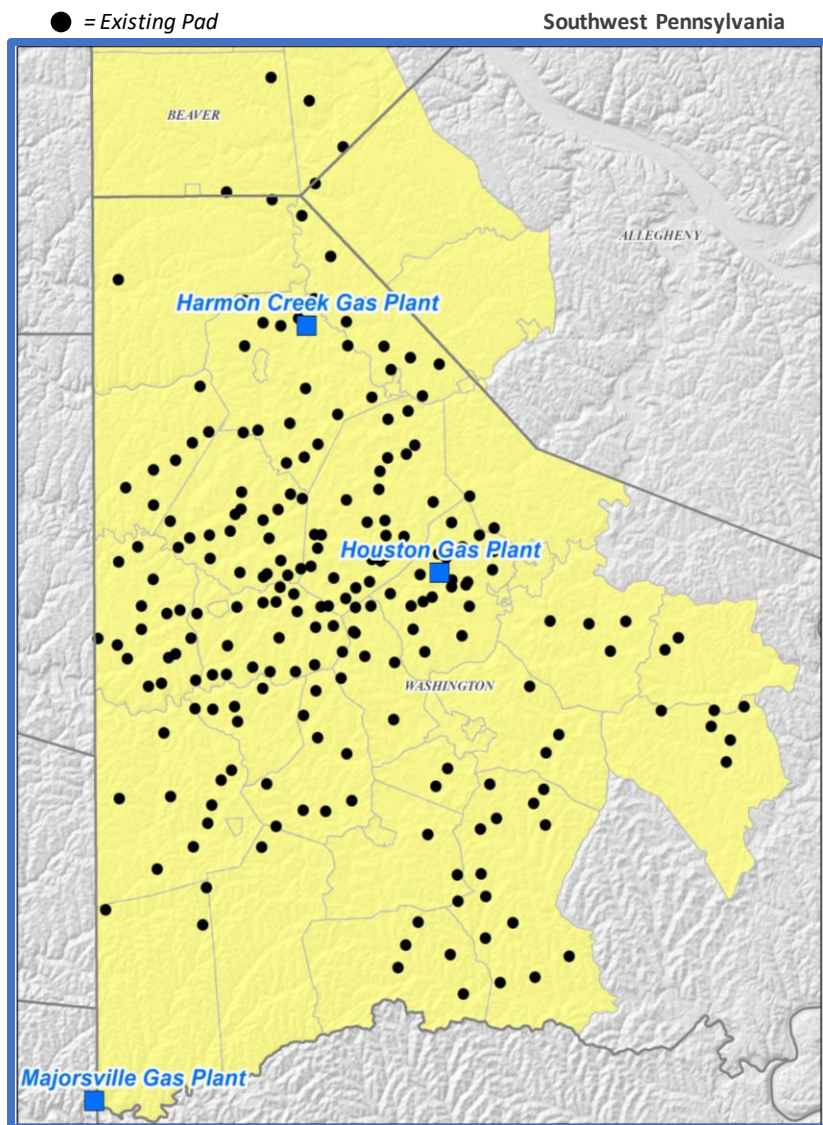 = Existing Pad
Southwest Pennsylvania
BEAVER
ALLEGHENY
Harmon Creek Gas Plant
Houston Gas Plant
WASHINGTON
Majorsville Gas Plant